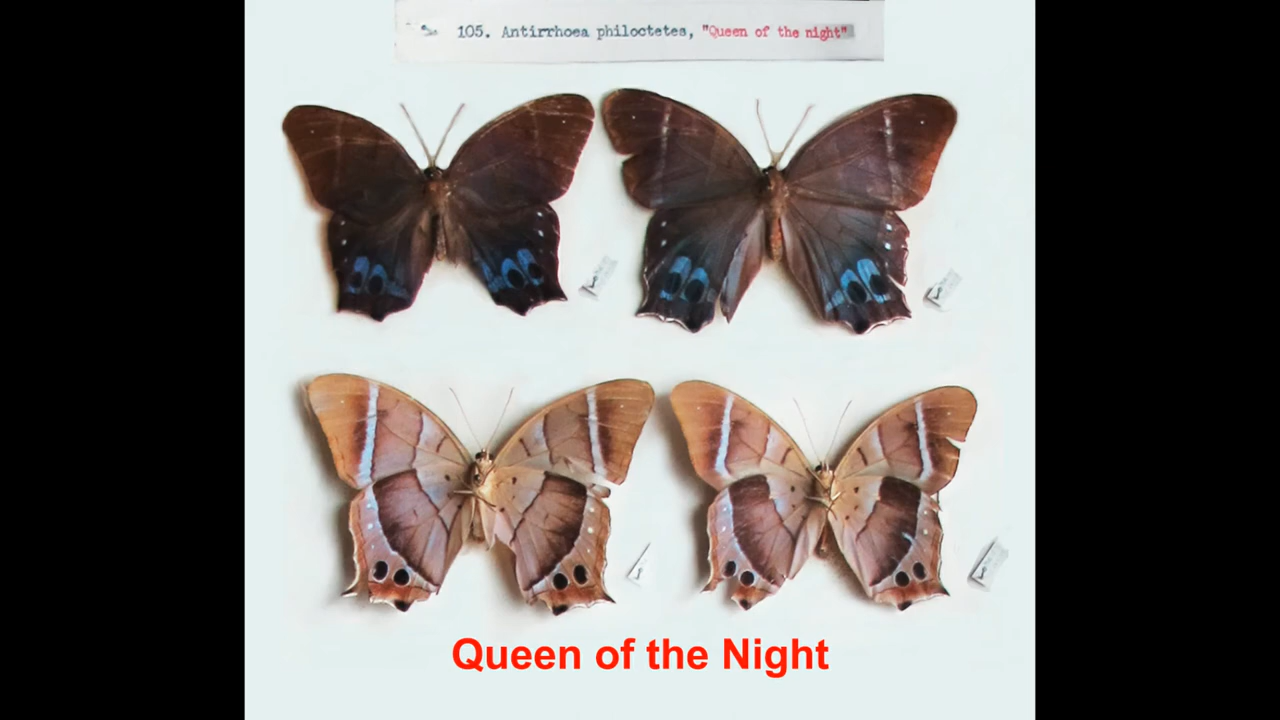 105. Antirrhoea philoctetes, "Queen of the night"
Queen of the Night